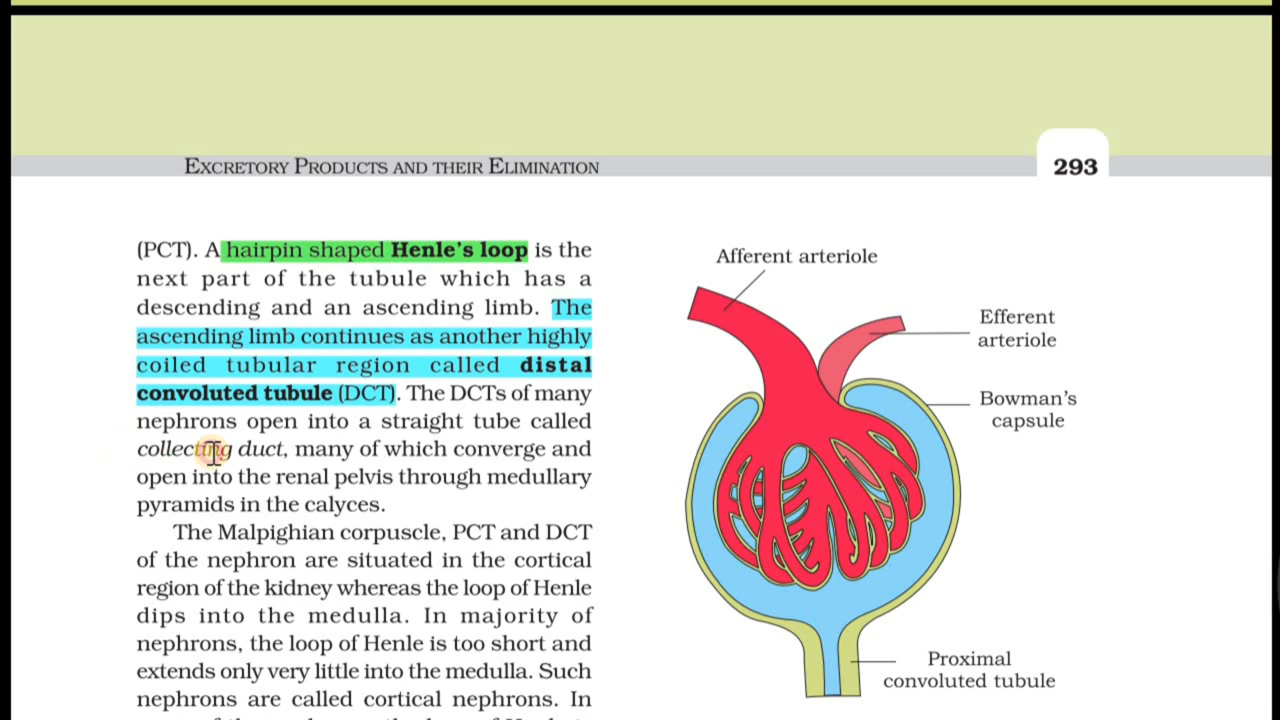 EXCRETORY PRODUCTS AND THEIR ELIMINATION
293
(PCT). A hairpin shaped Henle's loop is the
next part of the tubule which has a
descending and an ascending limb. The
ascending limb continues as another highly
coiled tubular region called distal
convoluted tubule (DCT). The DCTs of many
nephrons open into a straight tube called
collecting duct, many of which converge and
open into the renal pelvis through medullary
pyramids in the calyces.
The Malpighian corpuscle, PCT and DCT
of the nephron are situated in the cortical
region of the kidney whereas the loop of Henle
dips into the medulla. In majority of
nephrons, the loop of Henle is too short and
extends only very little into the medulla. Such
nephrons are called cortical nephrons. In
Afferent arteriole
Efferent
arteriole
Bowman's
capsule
Proximal
convoluted tubule